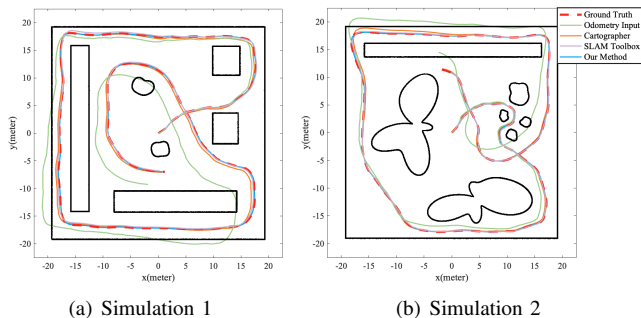 20
15
10
5
0
-5
-10
-15
-20
y(meter)
-20 -15 -10 -5 0 5 10 15 20
x(meter)
(a) Simulation 1
20
15
10
5
0
-5
-10
-15
-20
y(meter)
-20 -15 -10 -5 0 5 10 15 20
x(meter)
(b) Simulation 2
Ground Truth
Odometry Input
Cartographer
SLAM Toolbox
Our Method